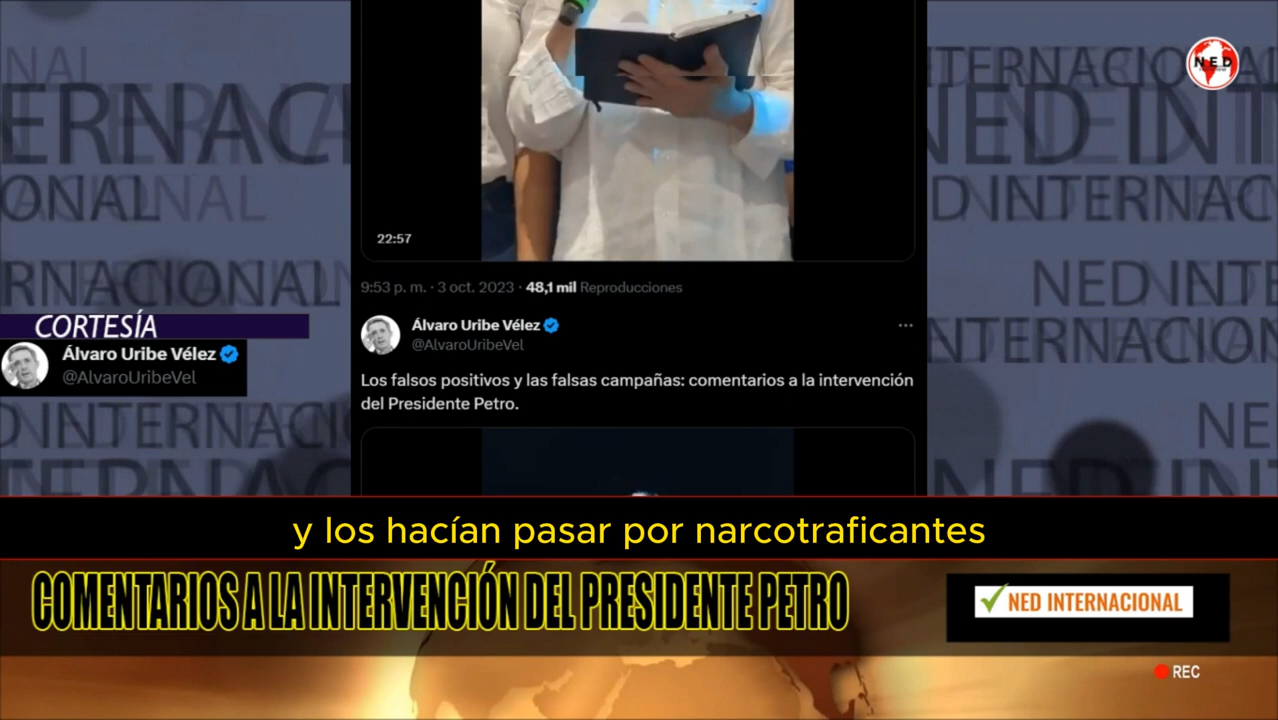 NED
22:57
9:53 p. m. · 3 oct. 2023 · 48,1 mil Reproducciones
CORTESÍA
Álvaro Uribe Vélez
@AlvaroUribeVel
Álvaro Uribe Vélez
@AlvaroUribeVel
Los falsos positivos y las falsas campañas: comentarios a la intervención
del Presidente Petro.
y los hacían pasar por narcotraficantes
COMENTARIOS A LA INTERVENCIÓN DEL PRESIDENTE PETRO
NED INTERNACIONAL
REC